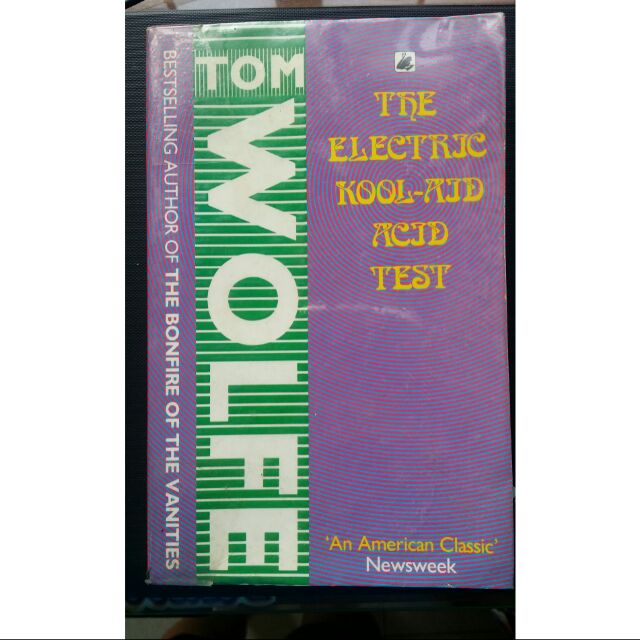 BESTSELLING AUTHOR OF THE BONFIRE OF THE VANITIES
TOM
WOLFE
THE
ELECTRIC
KOOL-AID
ACID
TEST
'An American Classic'
Newsweek